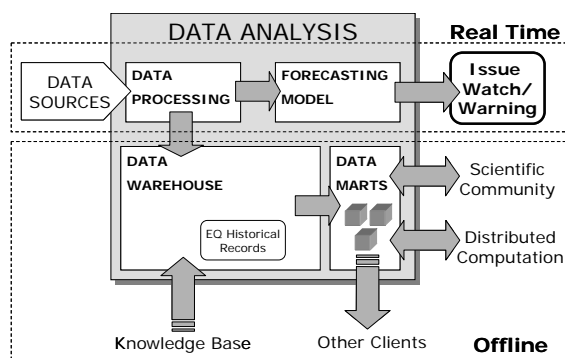 DATA ANALYSIS
Real Time
DATA
SOURCES
DATA
PROCESSING
FORECASTING
MODEL
Issue
Watch/
Warning
DATA
WAREHOUSE
EQ Historical
Records
DATA
MARTS
Scientific
Community
Distributed
Computation
Knowledge Base
Other Clients
Offline